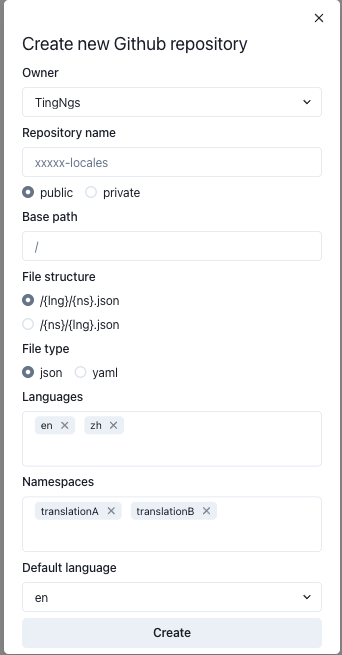 Create new Github repository
Owner
TingNgs
Repository name
xxxxx-locales
public private
Base path
/
File structure
/{lng}/{ns}.json
/{ns}/{lng}.json
File type
json yaml
Languages
en zh
Namespaces
translationA translationB
Default language
en
Create